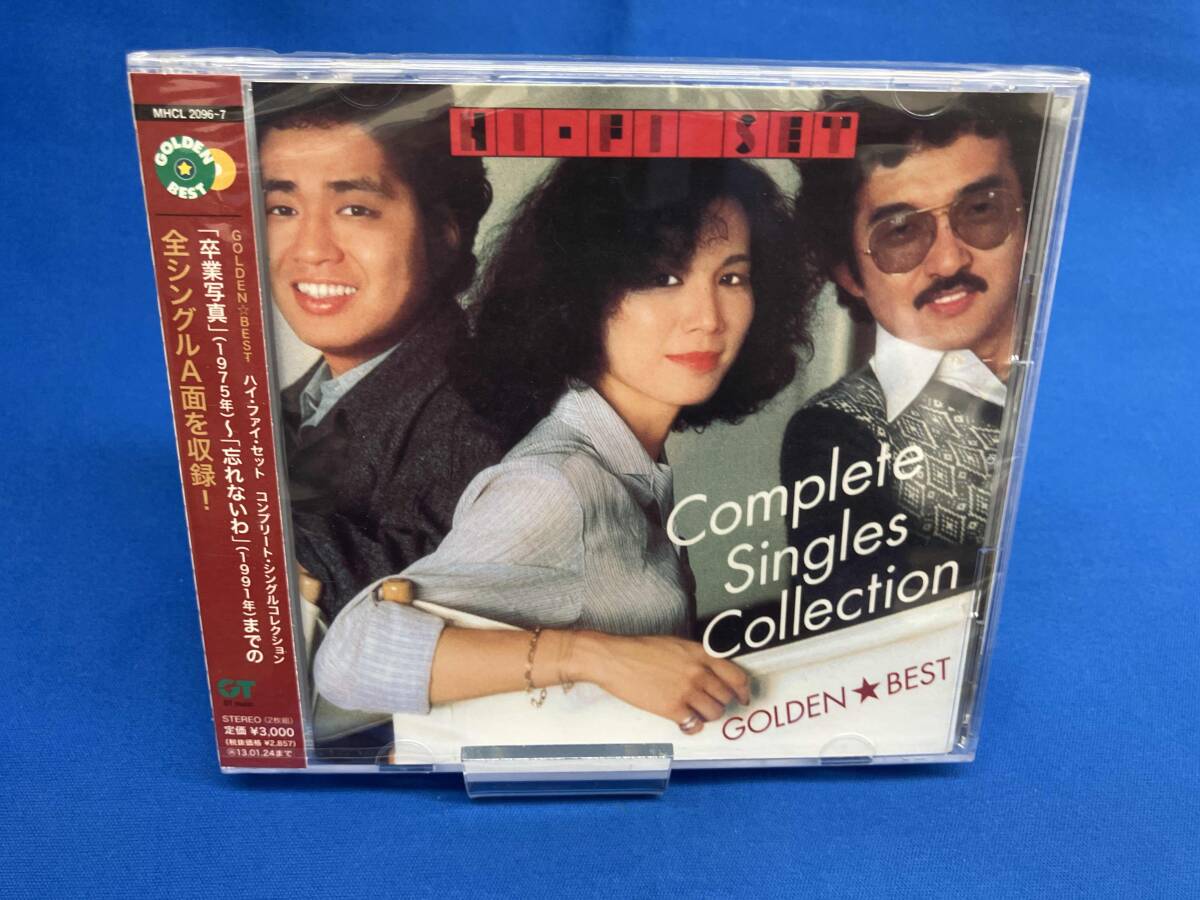 MHCL 2096~7
GOLDEN
BEST
GOLDEN☆BEST ハイ・ファイ・セット コンプリート・シングルコレクション
「卒業写真」(1975年)~「忘れないわ」(1991年)までの
全シングルA面を収録!
GT
GT music
STEREO (2枚組)
定価 ¥3,000
(税抜価格 ¥2,857)
13.01.24まで
HI-FI SET
Complete
Singles
Collection
GOLDEN★BEST